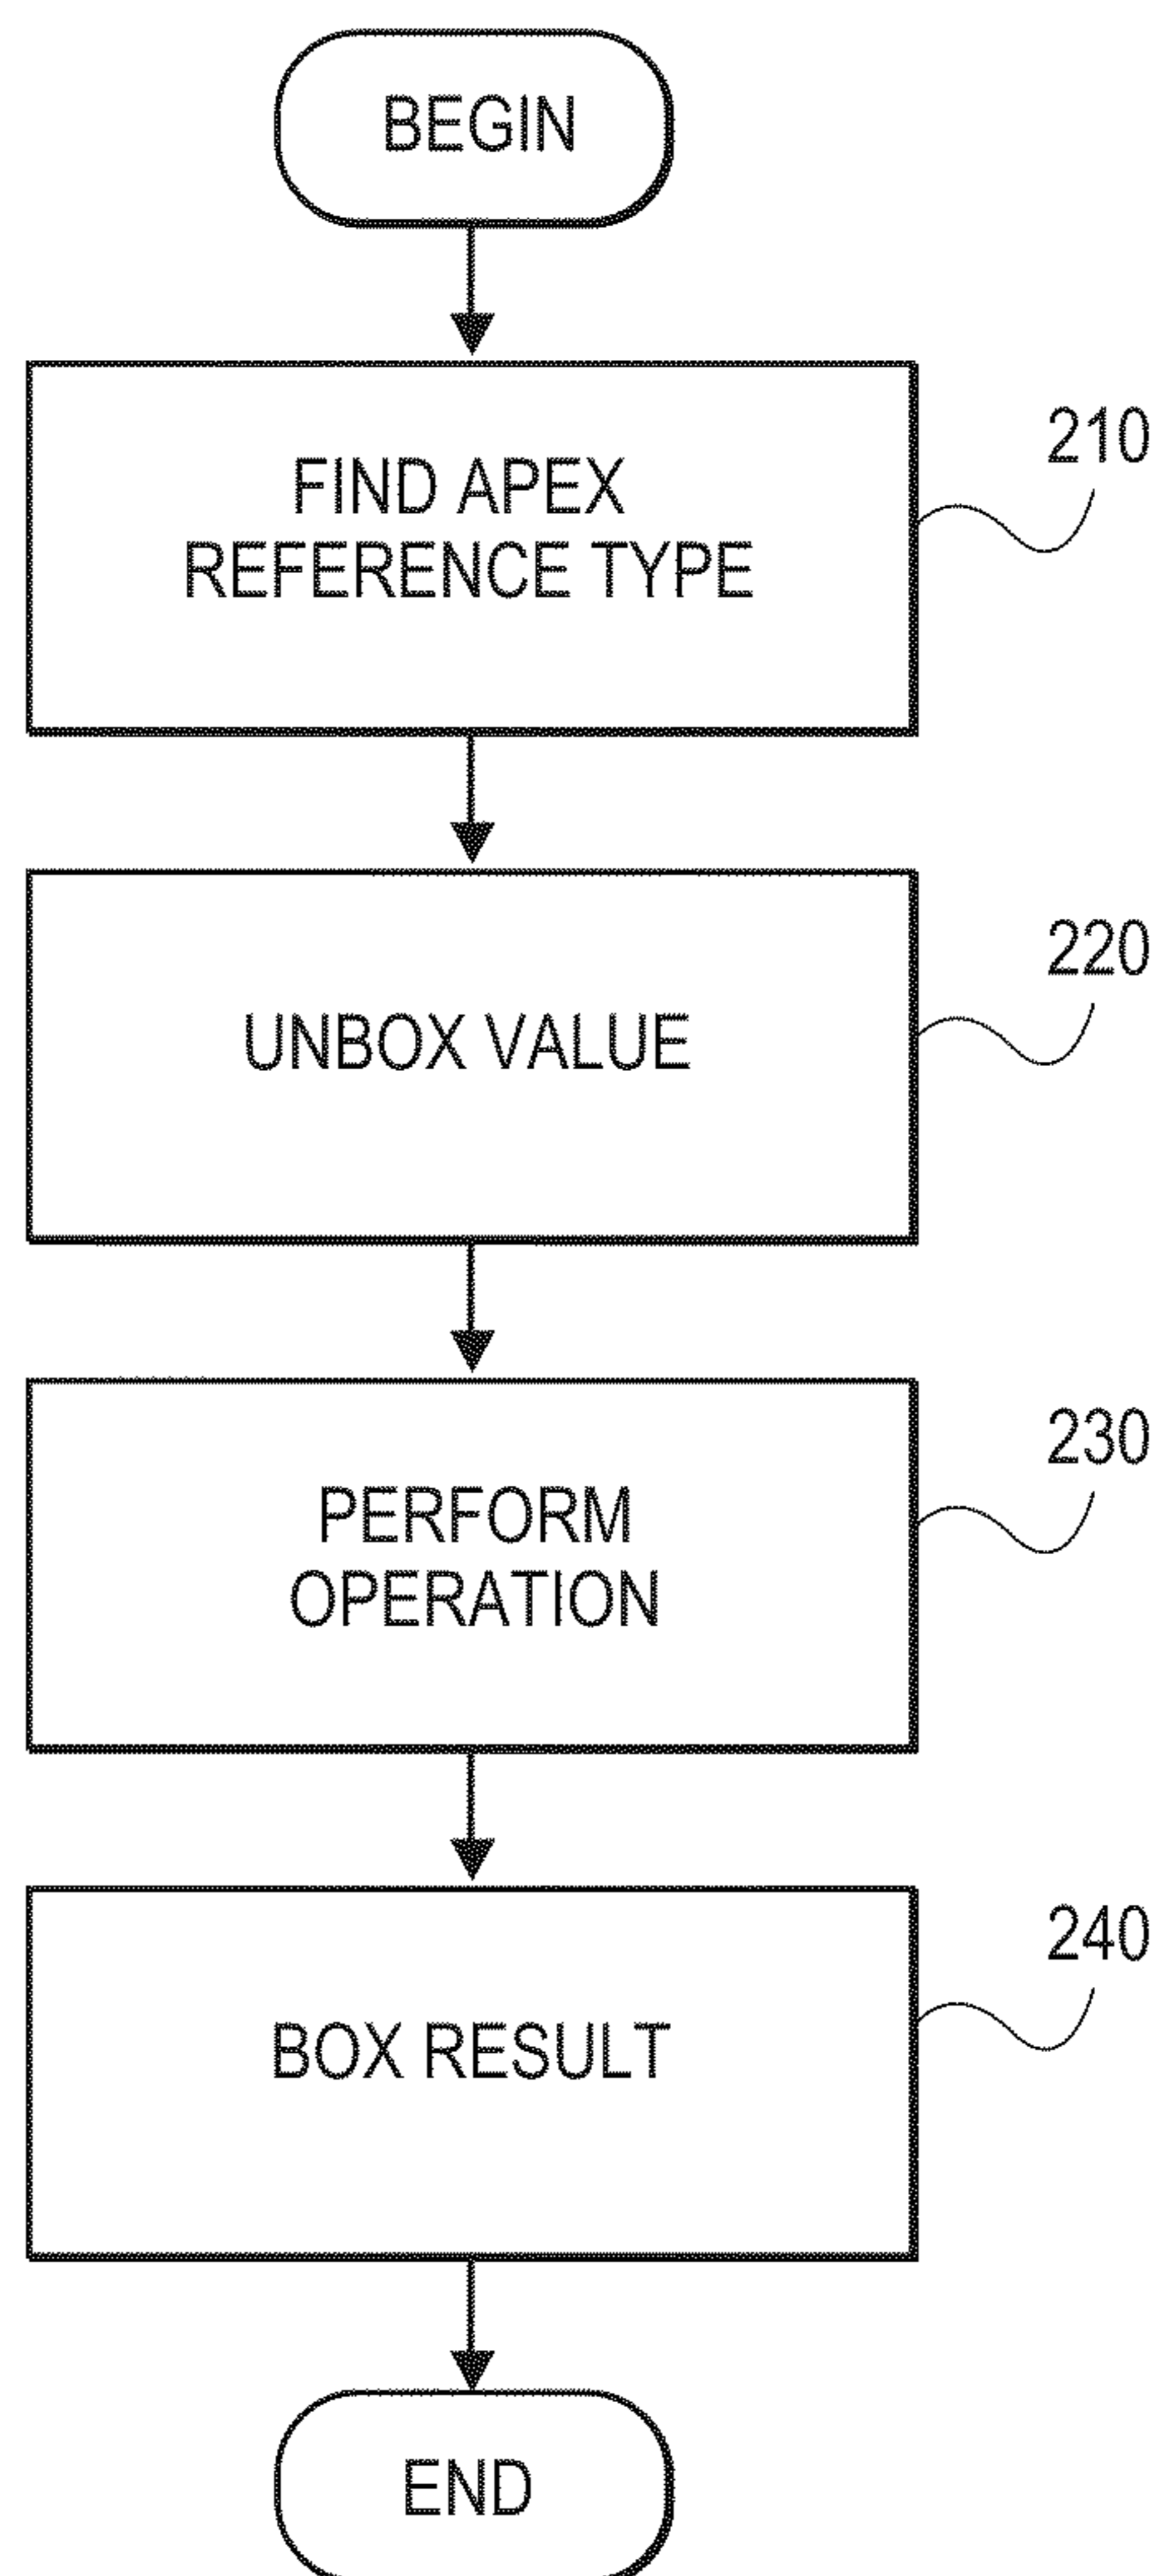 BEGIN
FIND APEX
REFERENCE TYPE
210
UNBOX VALUE
220
PERFORM
OPERATION
230
BOX RESULT
240
END